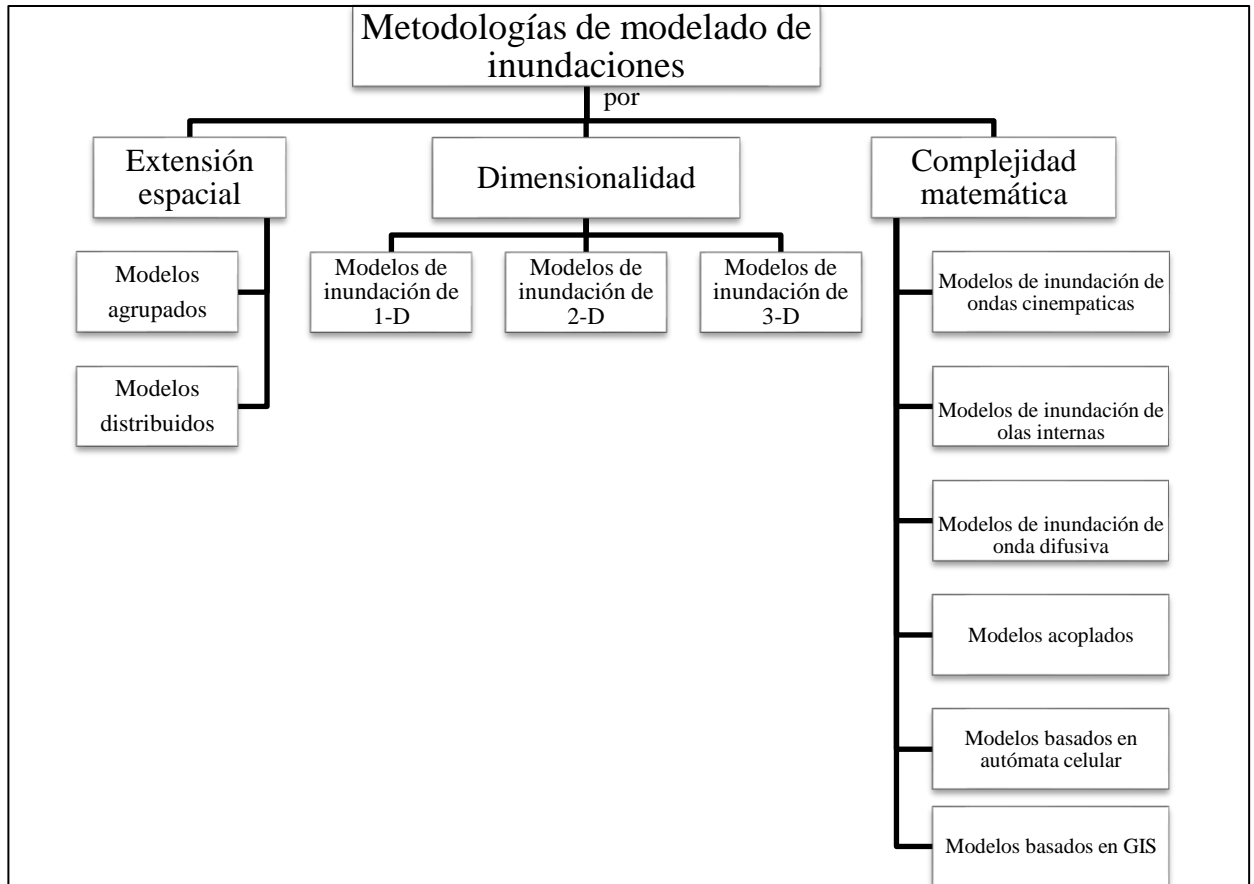 Metodologías de modelado de
inundaciones
por
Extensión
espacial
Modelos
agrupados
Modelos
distribuidos
Dimensionalidad
Modelos de
inundación de
1-D
Modelos de
inundación de
2-D
Modelos de
inundación de
3-D
Complejidad
matemática
Modelos de inundación de
ondas cinempaticas
Modelos de inundación de
olas internas
Modelos de inundación de
onda difusiva
Modelos acoplados
Modelos basados en
autómata celular
Modelos basados en GIS